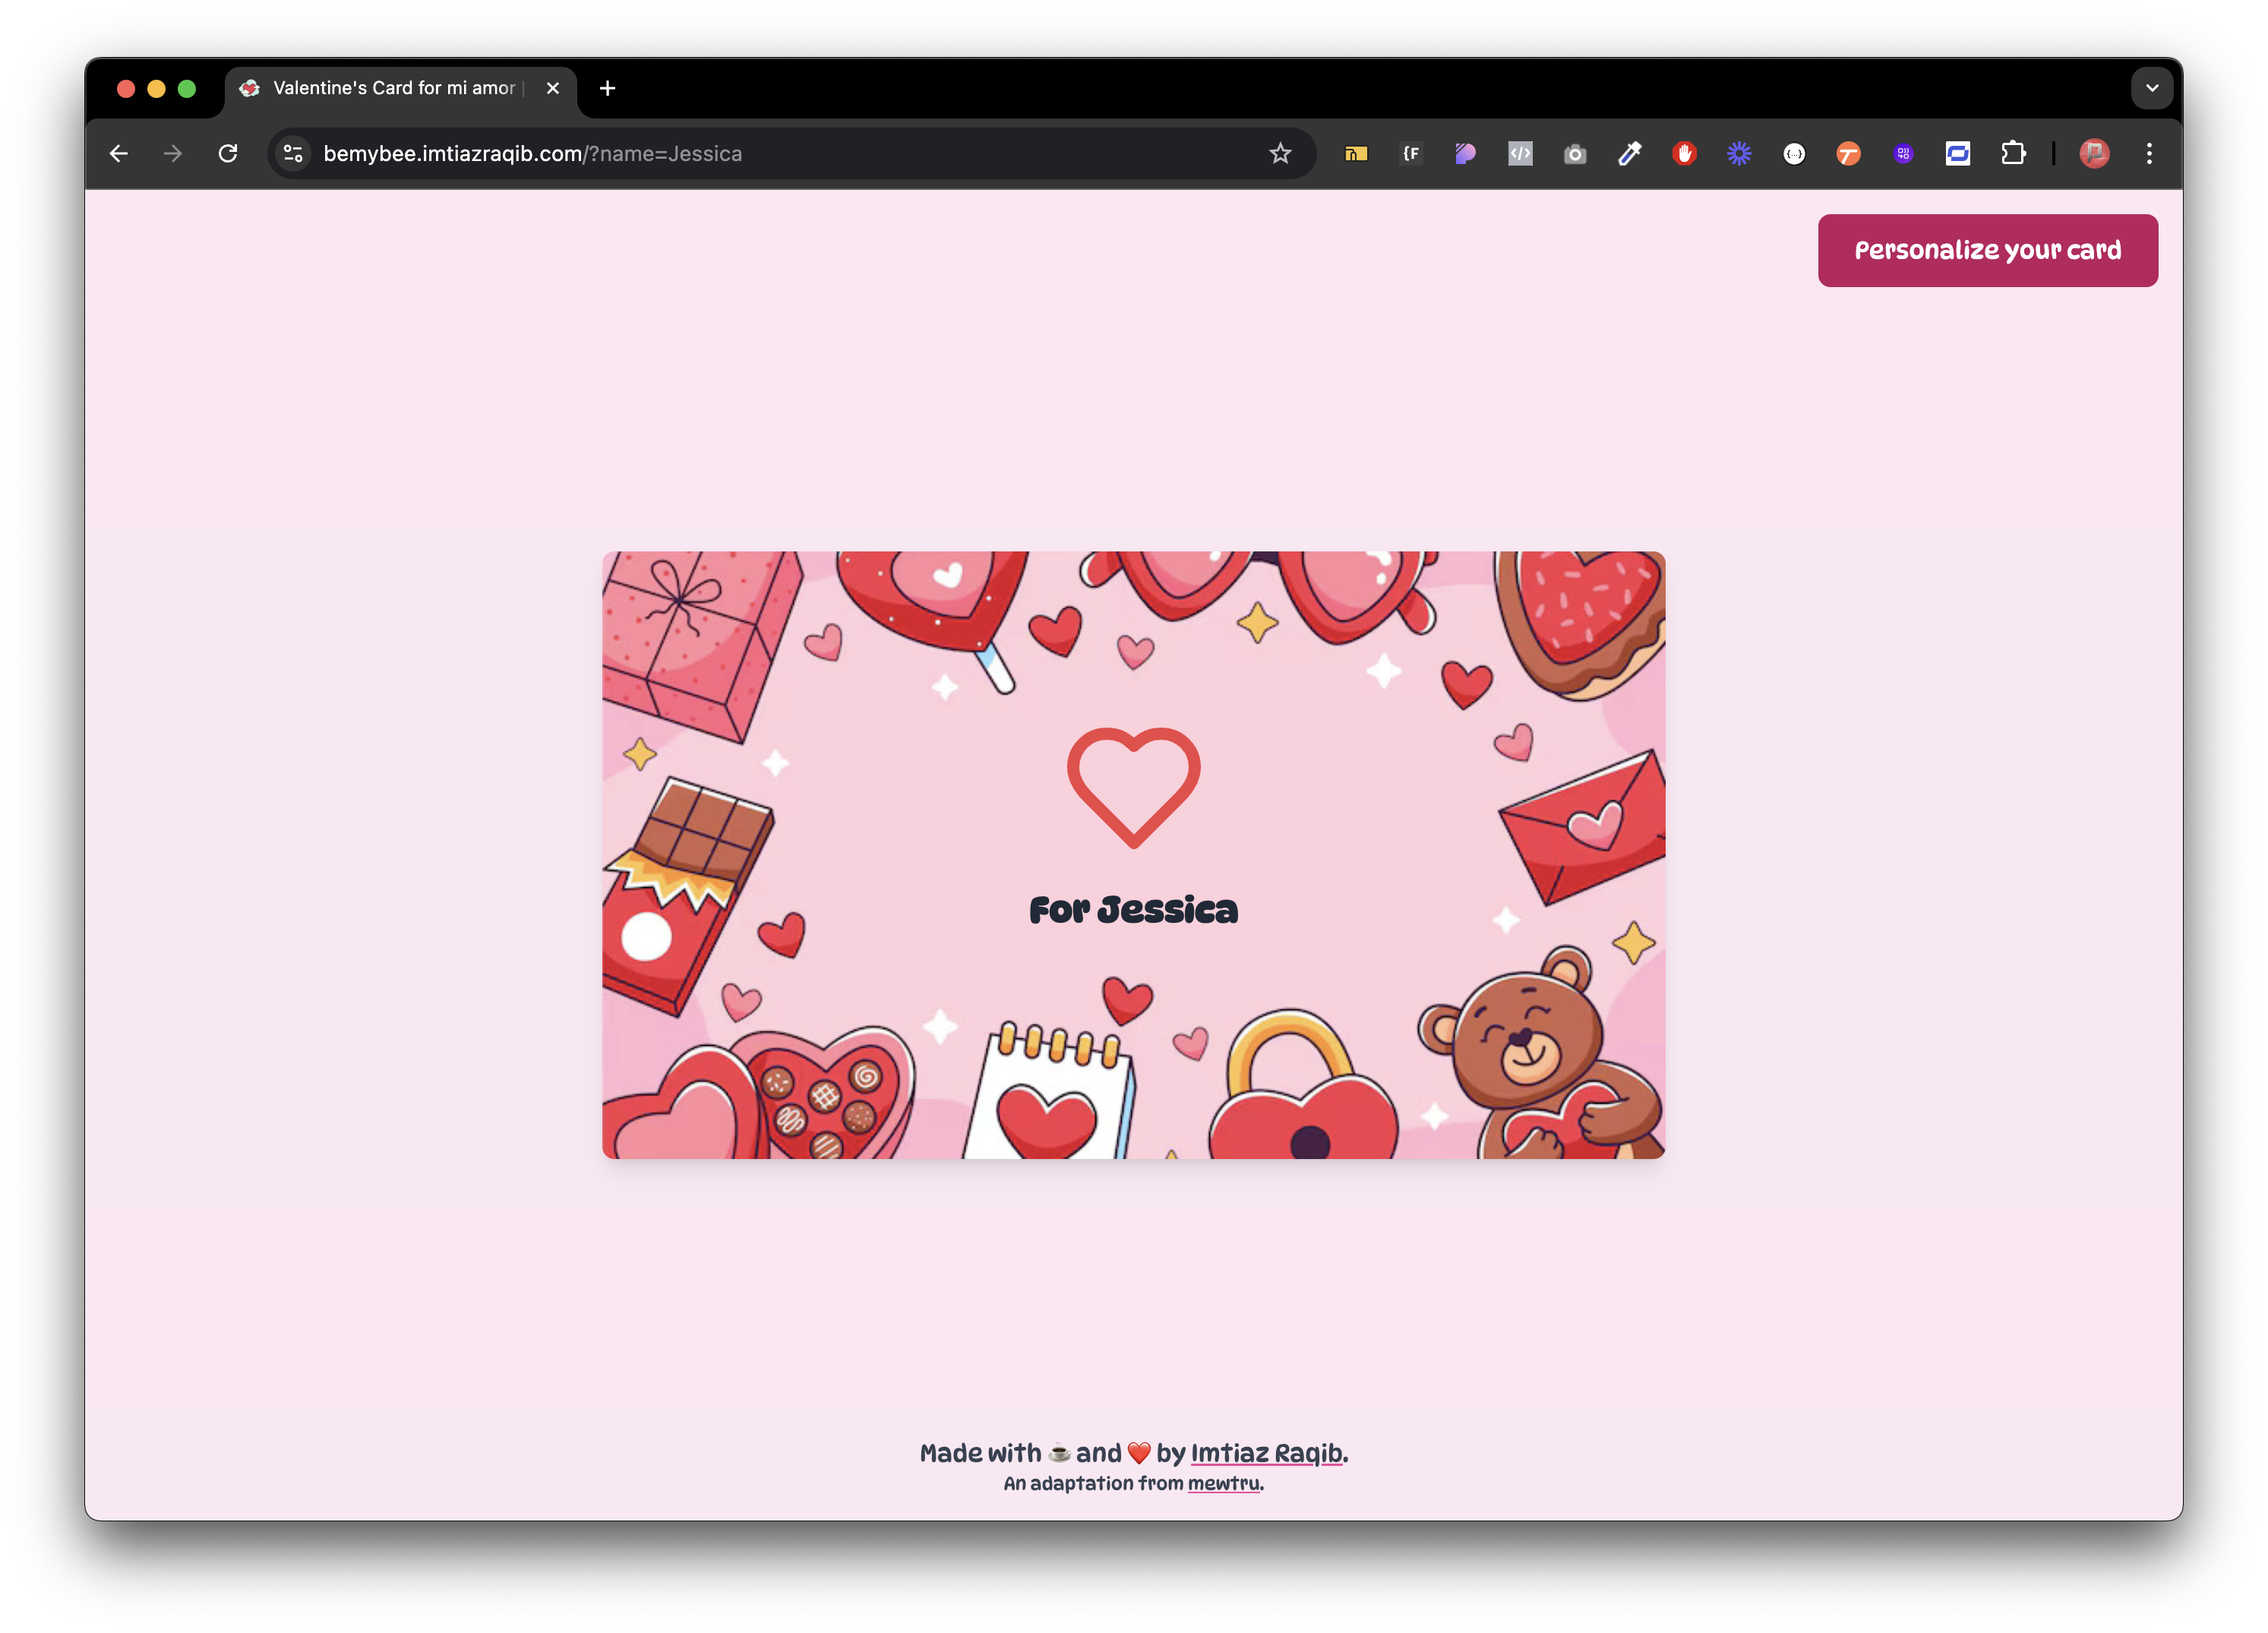 Valentine's Card for mi amor |
bemybee.imtiazraqib.com/?name=Jessica
Personalize your card
For Jessica
Made with ☕ and ❤️ by Imtiaz Raqib.
An adaptation from mewtru.